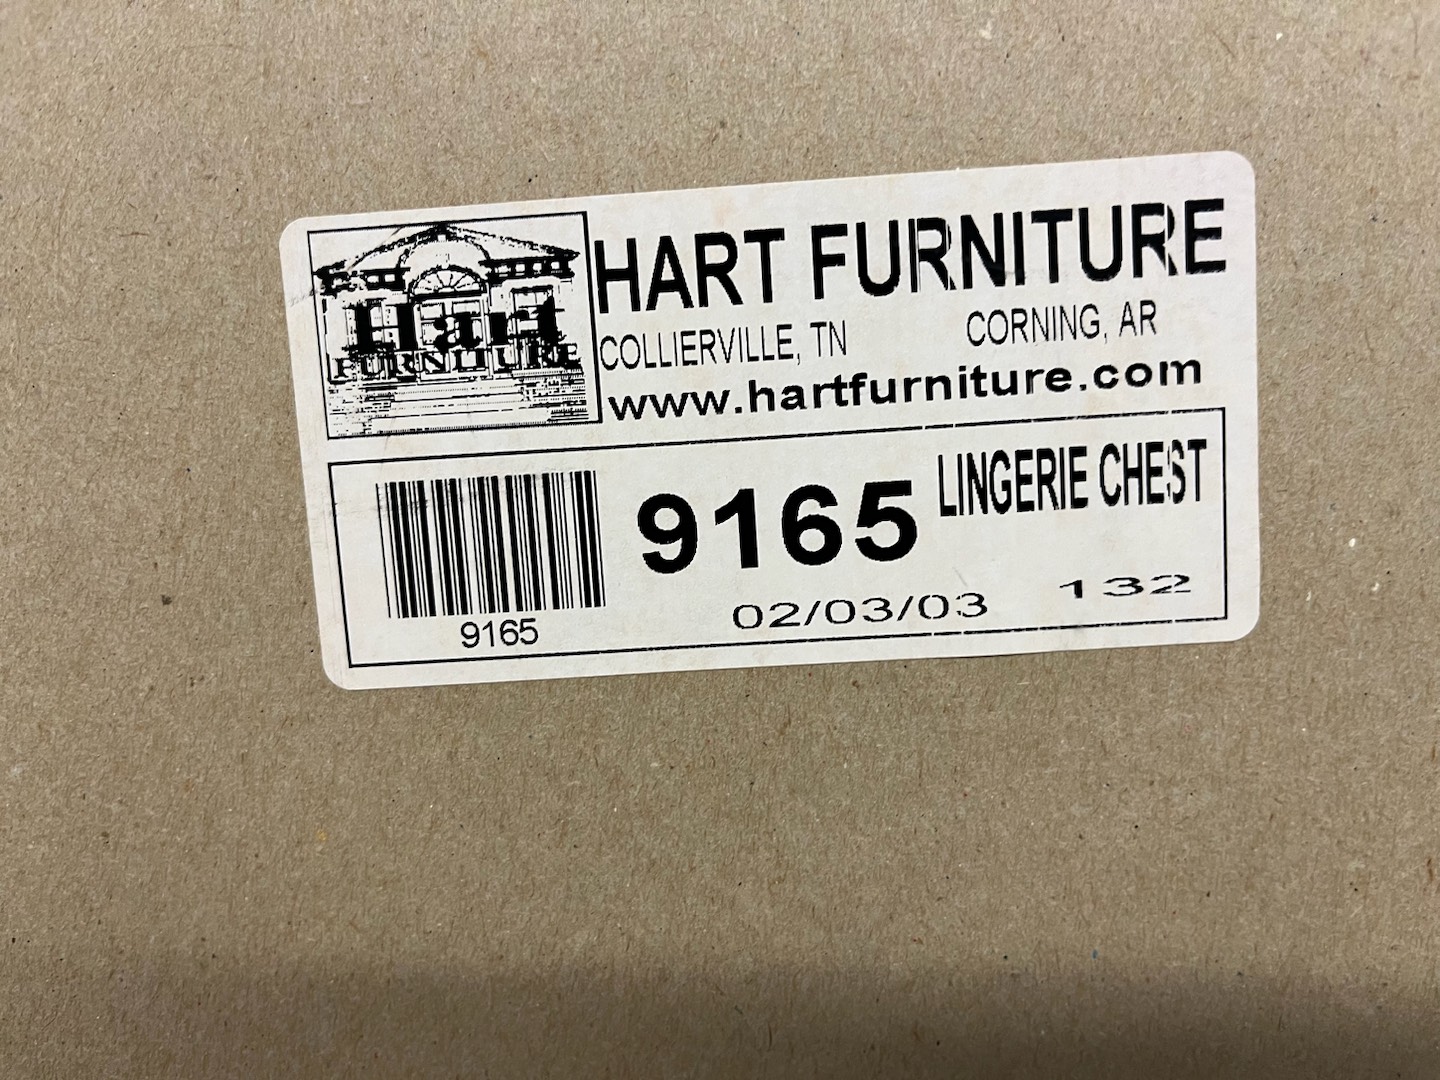 Hart
FURNITURE
HART FURNITURE
COLLIERVILLE, TN CORNING, AR
www.hartfurniture.com
9165
9165 LINGERIE CHEST
02/03/03 132